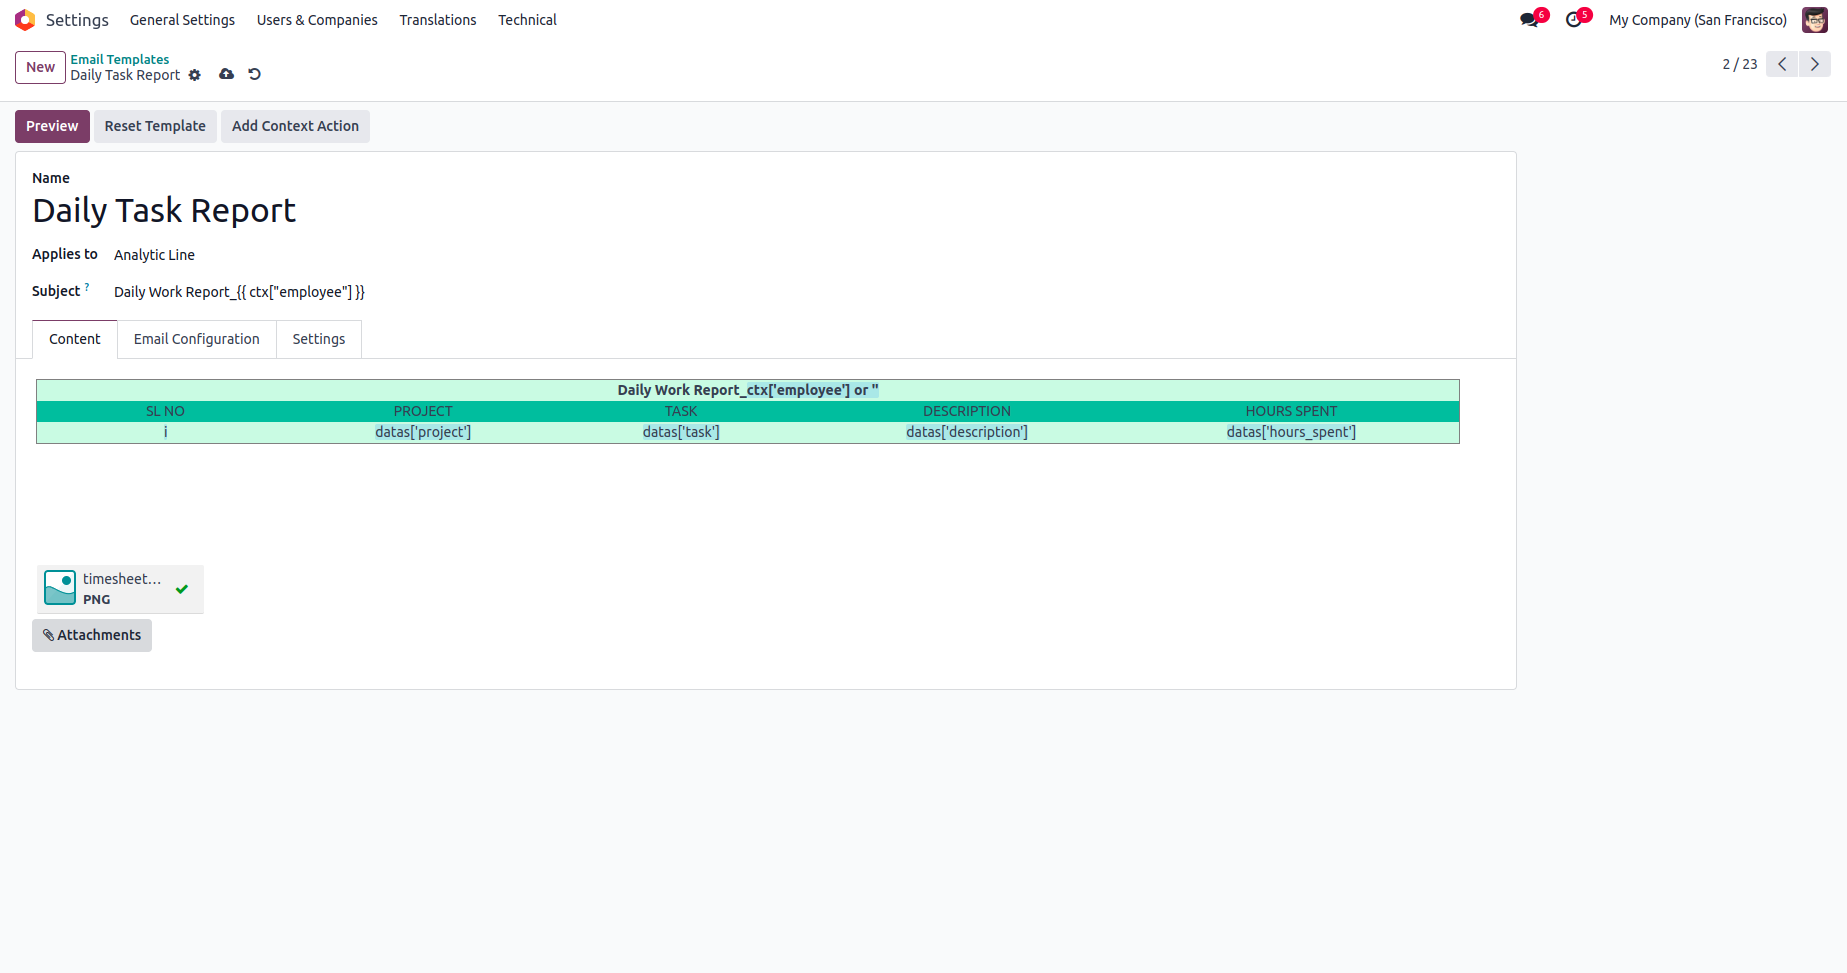 Settings General Settings Users & Companies Translations Technical 6 5 My Company (San Francisco)
New Email Templates
Daily Task Report 2 / 23
Preview Reset Template Add Context Action
Name
Daily Task Report
Applies to Analytic Line
Subject ? Daily Work Report_{{ ctx["employee"] }}
Content Email Configuration Settings
Daily Work Report_ctx['employee'] or ''
SL NO PROJECT TASK DESCRIPTION HOURS SPENT
i datas['project'] datas['task'] datas['description'] datas['hours_spent']
timesheet...
PNG
Attachments